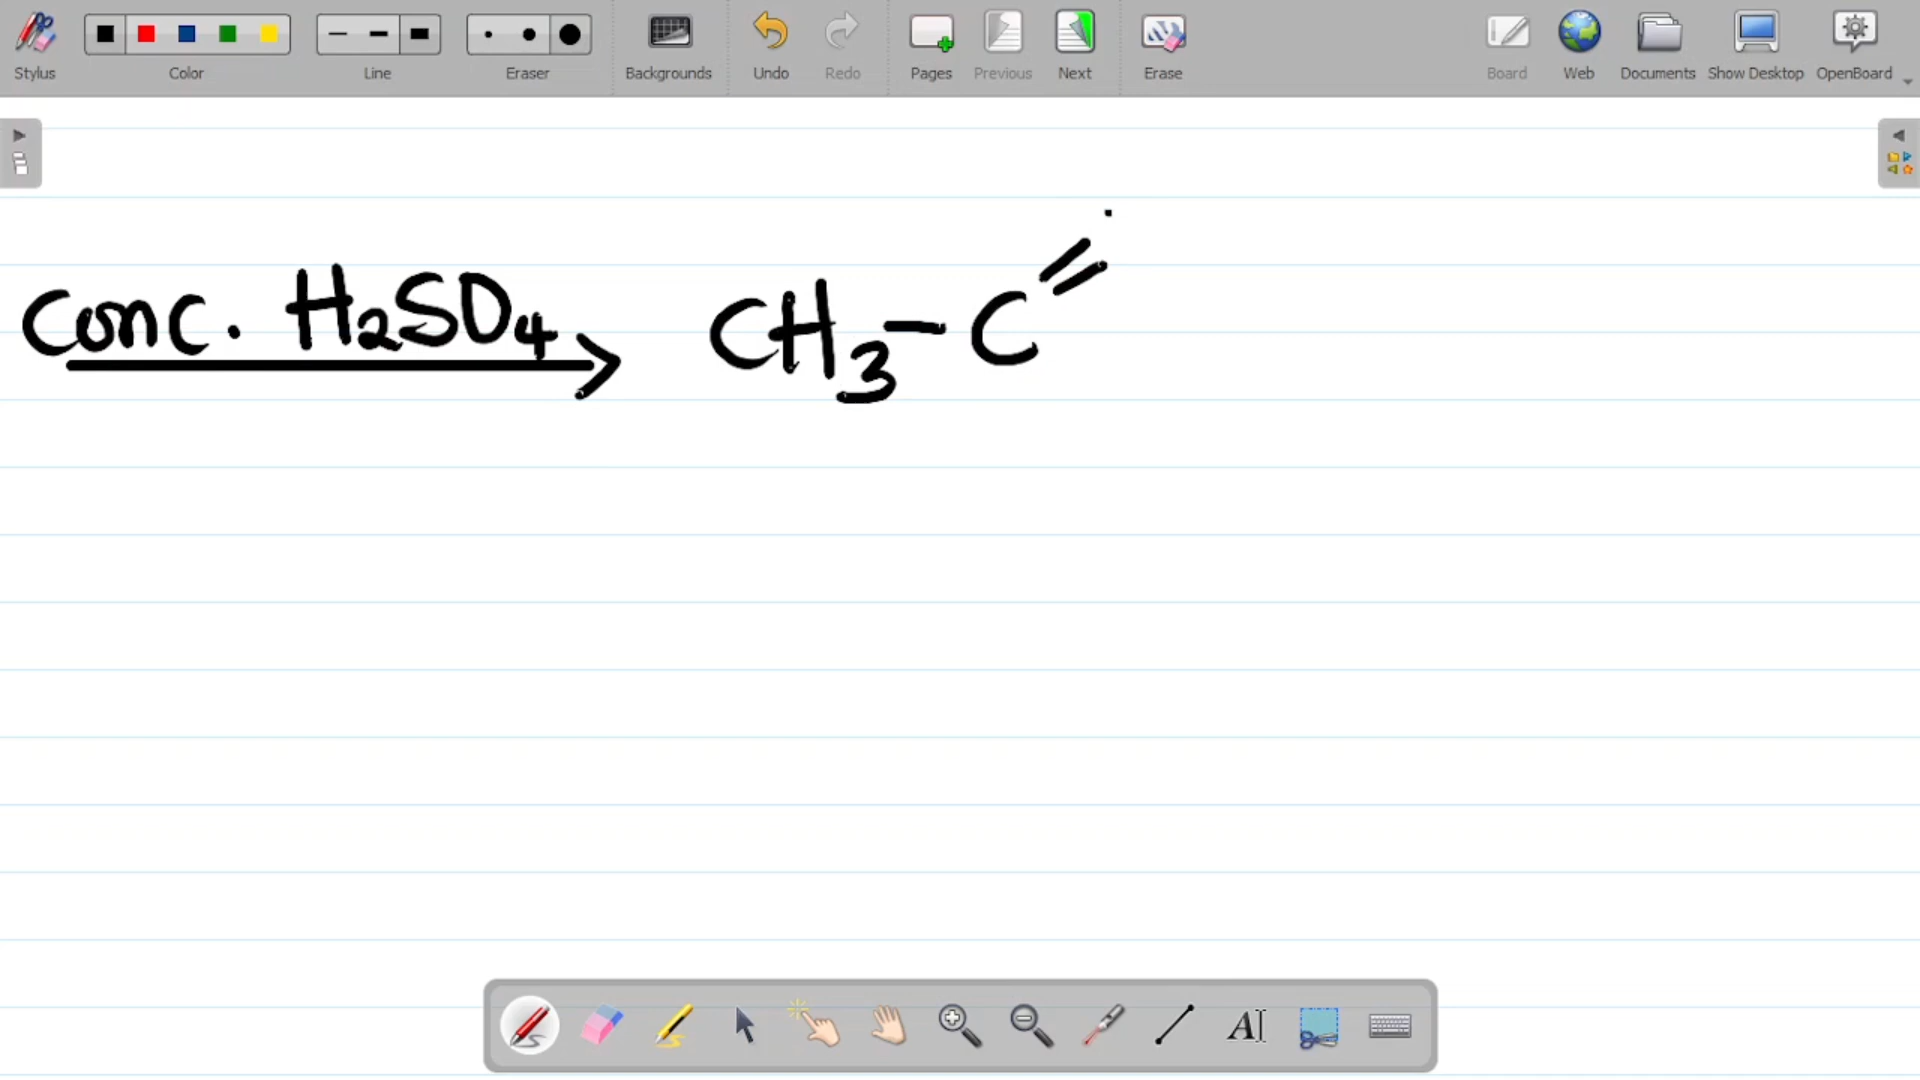 Stylus Color Line Eraser Backgrounds Undo Redo Pages Previous Next Erase Board Web Documents Show Desktop OpenBoard
conc. H₂SO₄ → CH₃ - C =